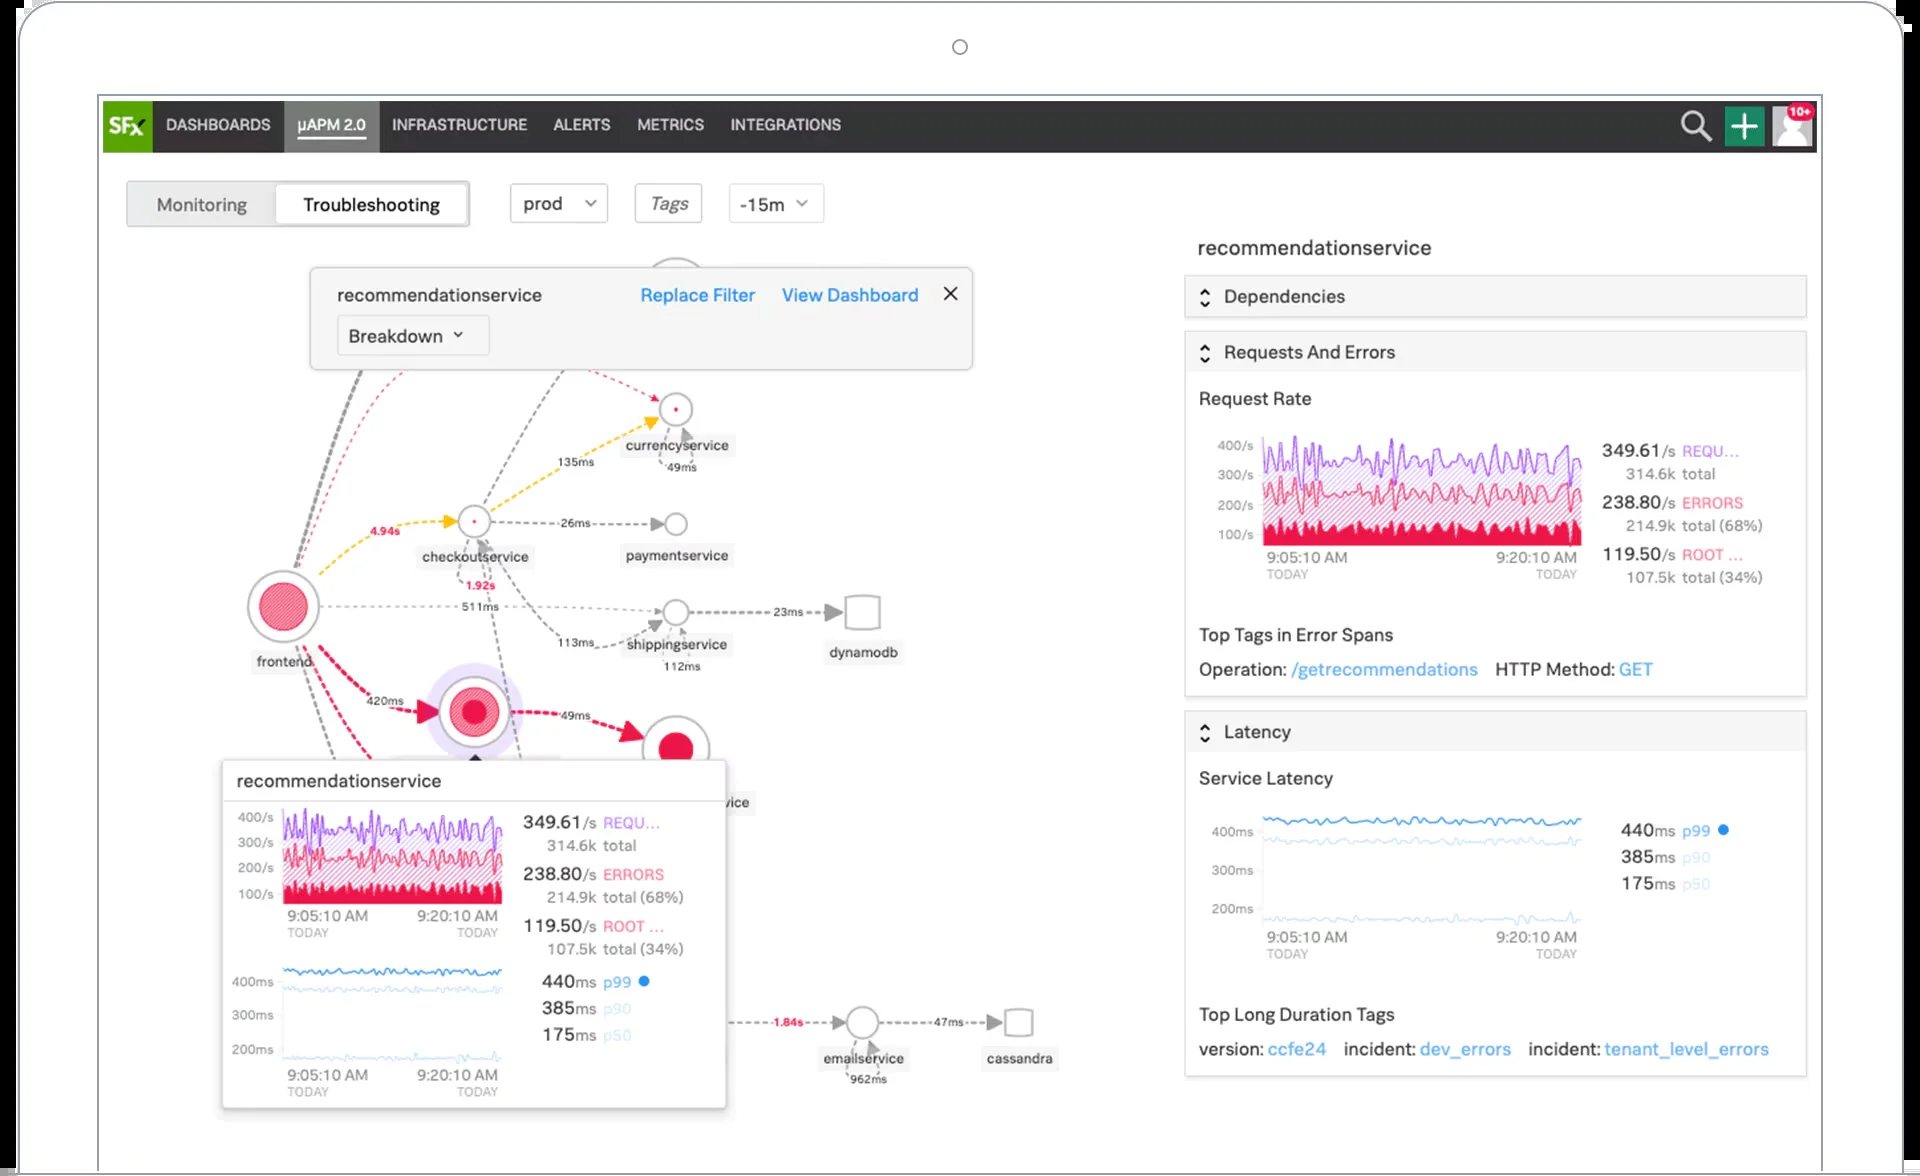 SFx DASHBOARDS µAPM 2.0 INFRASTRUCTURE ALERTS METRICS INTEGRATIONS 10+
Monitoring Troubleshooting prod Tags -15m
recommendationservice Replace Filter View Dashboard
Breakdown
currencyservice
49ms
135ms
4.94s
26ms
checkoutservice
paymentservice
1.92s
511ms
23ms
113ms
shippingservice
112ms
dynamodb
frontend
420ms
49ms
vice
recommendationservice
400/s
300/s
200/s
100/s
9:05:10 AM 9:20:10 AM
TODAY TODAY
349.61/s REQU...
314.6k total
238.80/s ERRORS
214.9k total (68%)
119.50/s ROOT ...
107.5k total (34%)
400ms
300ms
200ms
9:05:10 AM 9:20:10 AM
TODAY TODAY
440ms p99
385ms p90
175ms p50
1.84s
47ms
emailservice
962ms
cassandra
recommendationservice
Dependencies
Requests And Errors
Request Rate
400/s
300/s
200/s
100/s
9:05:10 AM 9:20:10 AM
TODAY TODAY
349.61/s REQU...
314.6k total
238.80/s ERRORS
214.9k total (68%)
119.50/s ROOT ...
107.5k total (34%)
Top Tags in Error Spans
Operation: /getrecommendations HTTP Method: GET
Latency
Service Latency
400ms
300ms
200ms
9:05:10 AM 9:20:10 AM
TODAY TODAY
440ms p99
385ms p90
175ms p50
Top Long Duration Tags
version: ccfe24 incident: dev_errors incident: tenant_level_errors